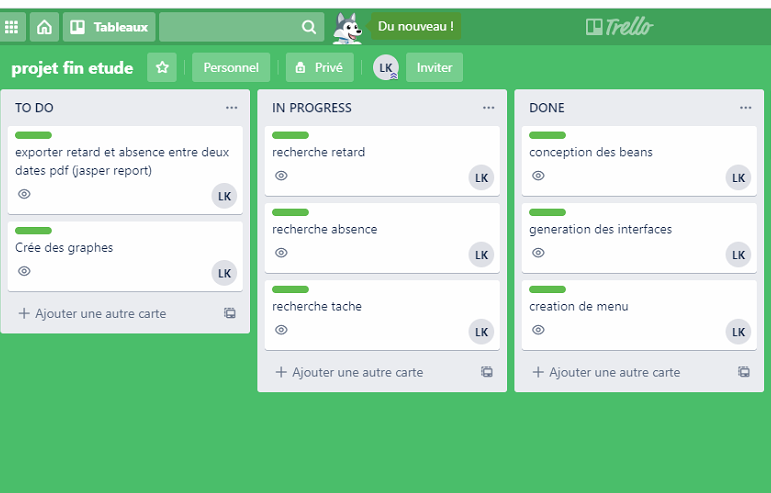 Tableaux
Du nouveau !
Trello
projet fin etude
Personnel
Privé
LK
Inviter
TO DO
exporter retard et absence entre deux
dates pdf (jasper report)
LK
Crée des graphes
LK
Ajouter une autre carte
IN PROGRESS
recherche retard
LK
recherche absence
LK
recherche tache
LK
Ajouter une autre carte
DONE
conception des beans
LK
generation des interfaces
LK
creation de menu
LK
Ajouter une autre carte